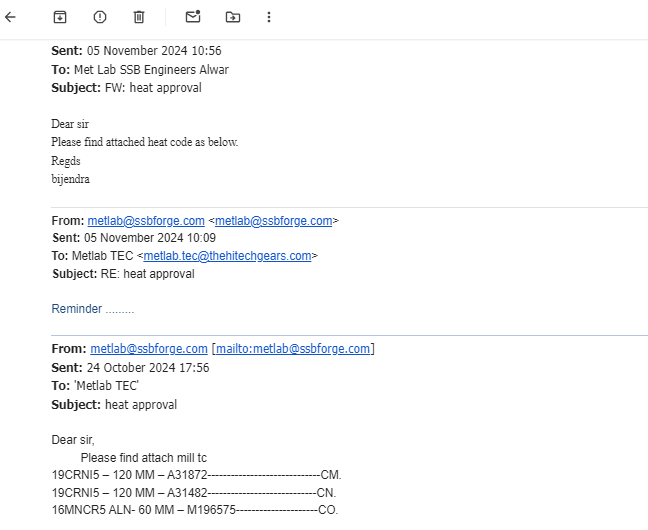 Sent: 05 November 2024 10:56
To: Met Lab SSB Engineers Alwar
Subject: FW: heat approval
Dear sir
Please find attached heat code as below.
Regds
bijendra
From: metlab@ssbforge.com <metlab@ssbforge.com>
Sent: 05 November 2024 10:09
To: Metlab TEC <metlab.tec@thehitechgears.com>
Subject: RE: heat approval
Reminder .........
From: metlab@ssbforge.com [mailto:metlab@ssbforge.com]
Sent: 24 October 2024 17:56
To: 'Metlab TEC'
Subject: heat approval
Dear sir,
Please find attach mill tc
19CRNI5 – 120 MM – A31872-----------------------------CM.
19CRNI5 – 120 MM – A31482----------------------------CN.
16MNCR5 ALN- 60 MM – M196575---------------------CO.